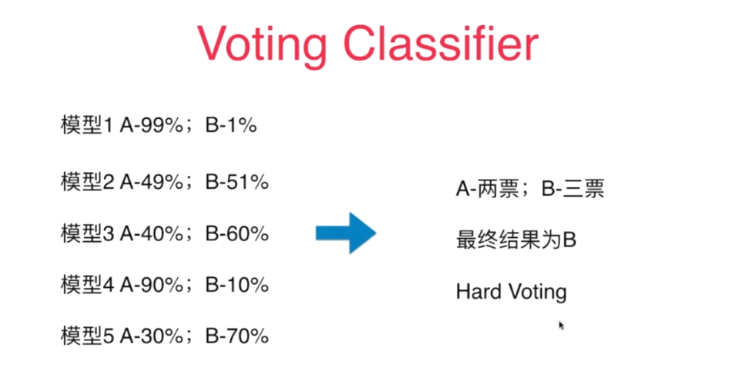 Voting Classifier
模型1 A-99%；B-1%
模型2 A-49%；B-51%
模型3 A-40%；B-60%
模型4 A-90%；B-10%
模型5 A-30%；B-70%
A-两票；B-三票
最终结果为B
Hard Voting